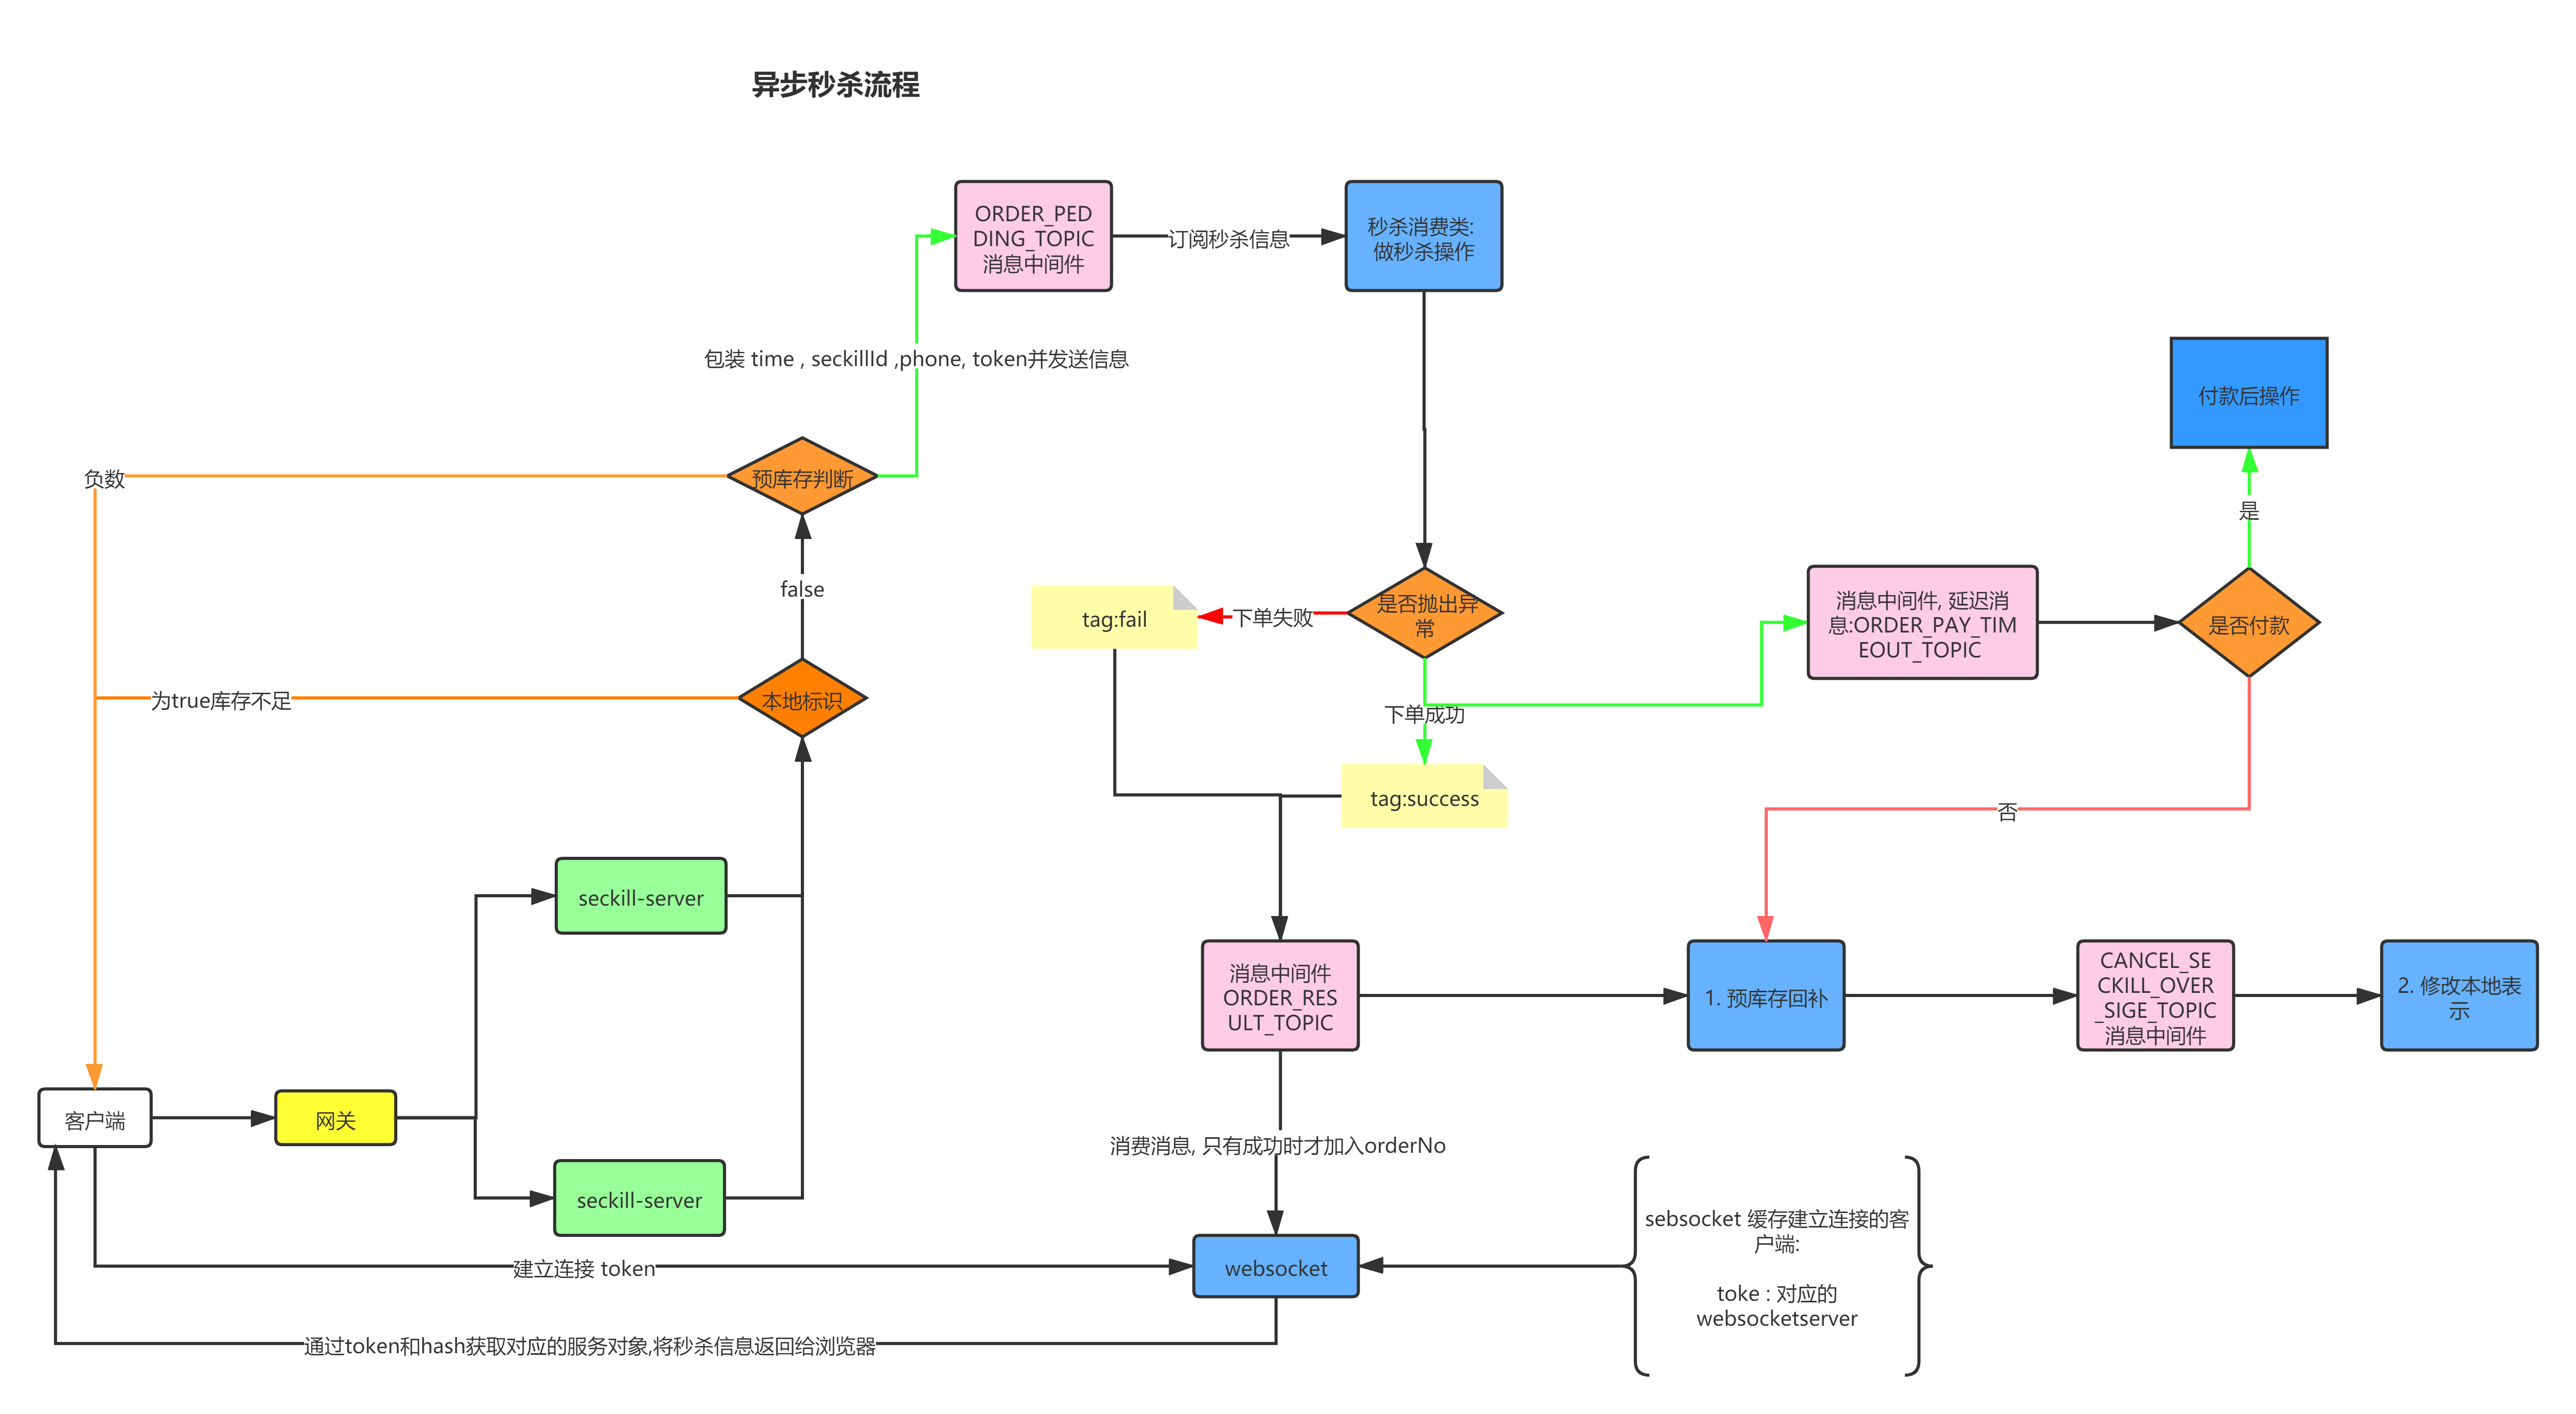 异步秒杀流程
ORDER_PED
DING_TOPIC
消息中间件
订阅秒杀信息
秒杀消费类:
做秒杀操作
包装 time , seckillId ,phone, token并发送信息
付款后操作
负数
预库存判断
是
false
tag:fail
下单失败
是否抛出异
常
消息中间件, 延迟消
息:ORDER_PAY_TIM
EOUT_TOPIC
是否付款
为true库存不足
本地标识
下单成功
tag:success
否
seckill-server
消息中间件
ORDER_RES
ULT_TOPIC
1. 预库存回补
CANCEL_SE
CKILL_OVER
_SIGE_TOPIC
消息中间件
2. 修改本地表
示
客户端
网关
消费消息, 只有成功时才加入orderNo
seckill-server
sebsocket 缓存建立连接的客
户端:
toke : 对应的
websocketserver
建立连接 token
websocket
通过token和hash获取对应的服务对象,将秒杀信息返回给浏览器